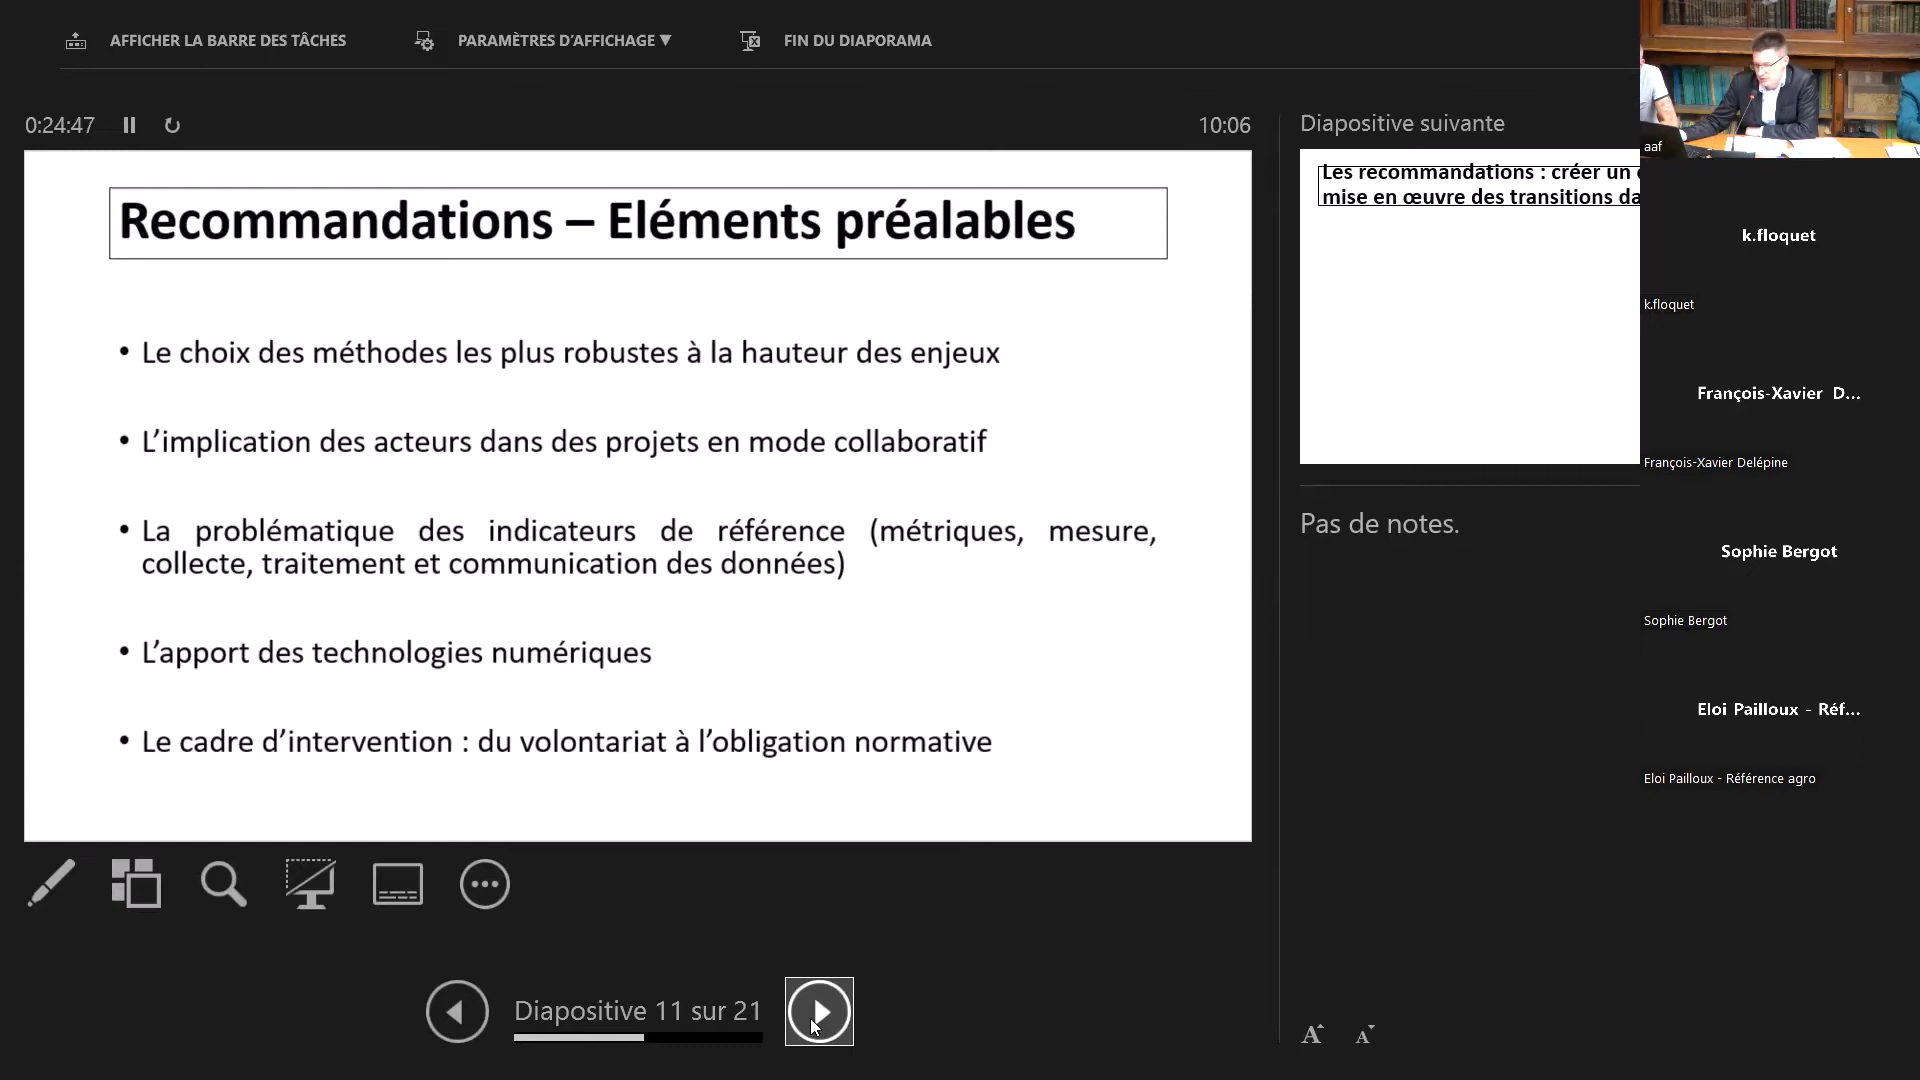 AFFICHER LA BARRE DES TÂCHES
PARAMÈTRES D'AFFICHAGE ▼
FIN DU DIAPORAMA
0:24:47
10:06
Recommandations – Eléments préalables
• Le choix des méthodes les plus robustes à la hauteur des enjeux
• L'implication des acteurs dans des projets en mode collaboratif
• La problématique des indicateurs de référence (métriques, mesure,
collecte, traitement et communication des données)
• L'apport des technologies numériques
• Le cadre d'intervention : du volontariat à l'obligation normative
Diapositive 11 sur 21
Diapositive suivante
Les recommandations : créer un
mise en œuvre des transitions da
Pas de notes.
A A
aaf
k.floquet
k.floquet
François-Xavier D...
François-Xavier Delépine
Sophie Bergot
Sophie Bergot
Eloi Pailloux - Réf...
Eloi Pailloux - Référence agro